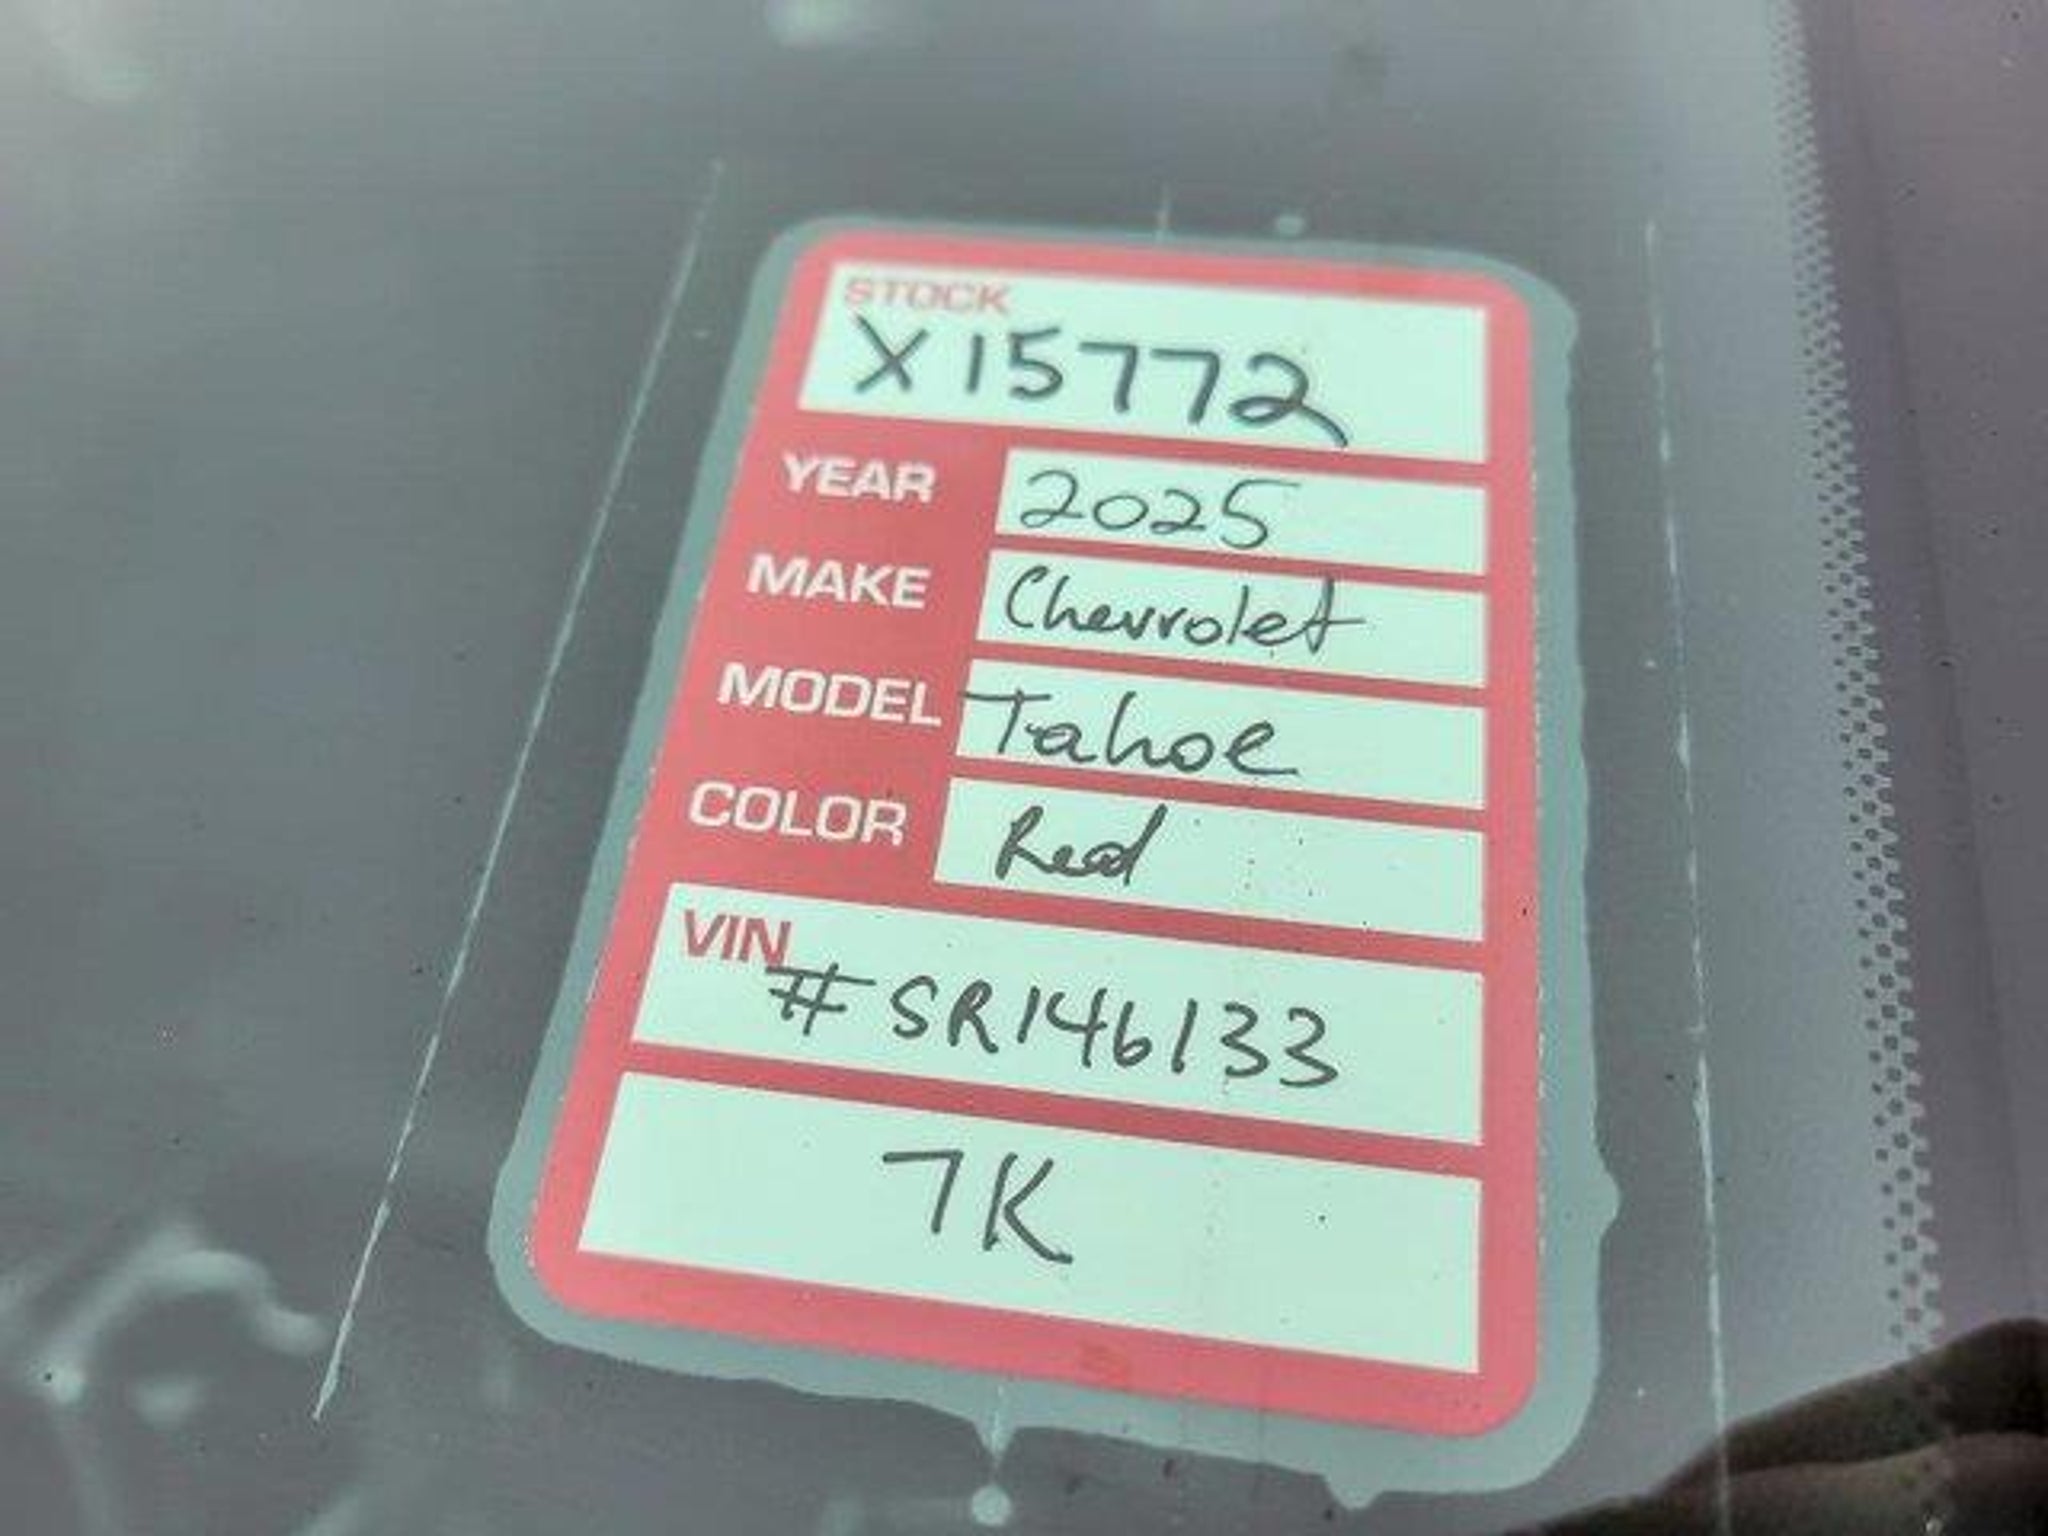 STOCK
X15772
YEAR 2025
MAKE Chevrolet
MODEL Tahoe
COLOR Red
VIN
#SR146133
7K